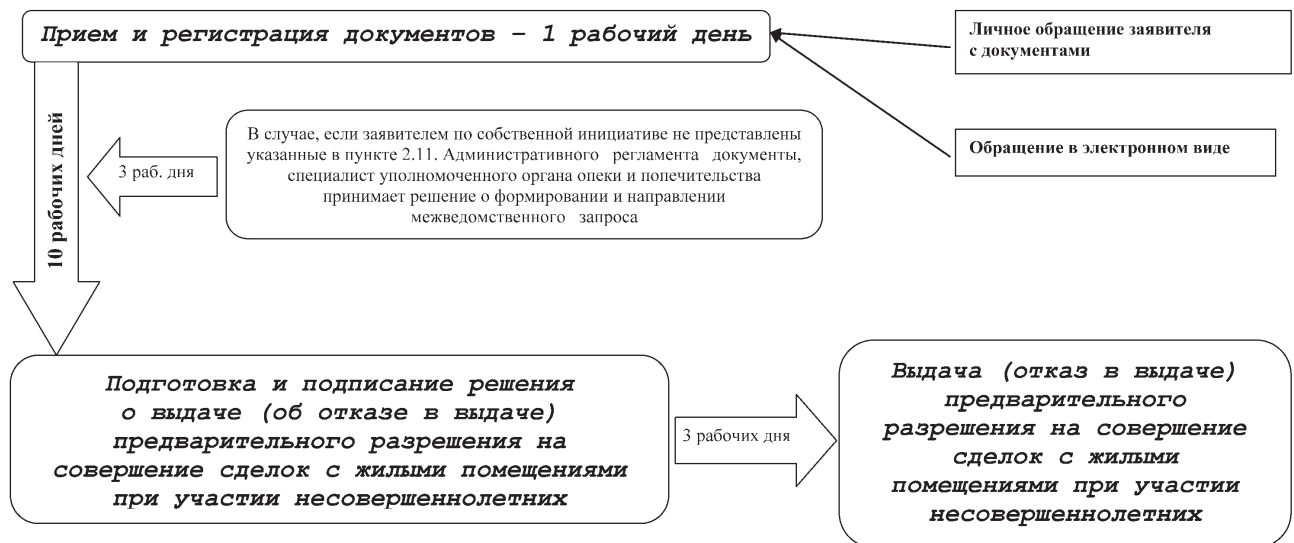 Прием и регистрация документов – 1 рабочий день
Личное обращение заявителя
с документами
Обращение в электронном виде
10 рабочих дней
3 раб. дня
В случае, если заявителем по собственной инициативе не представлены
указанные в пункте 2.11. Административного регламента документы,
специалист уполномоченного органа опеки и попечительства
принимает решение о формировании и направлении
межведомственного запроса
Подготовка и подписание решения
о выдаче (об отказе в выдаче)
предварительного разрешения на
совершение сделок с жилыми помещениями
при участии несовершеннолетних
3 рабочих дня
Выдача (отказ в выдаче)
предварительного
разрешения на совершение
сделок с жилыми
помещениями при участии
несовершеннолетних